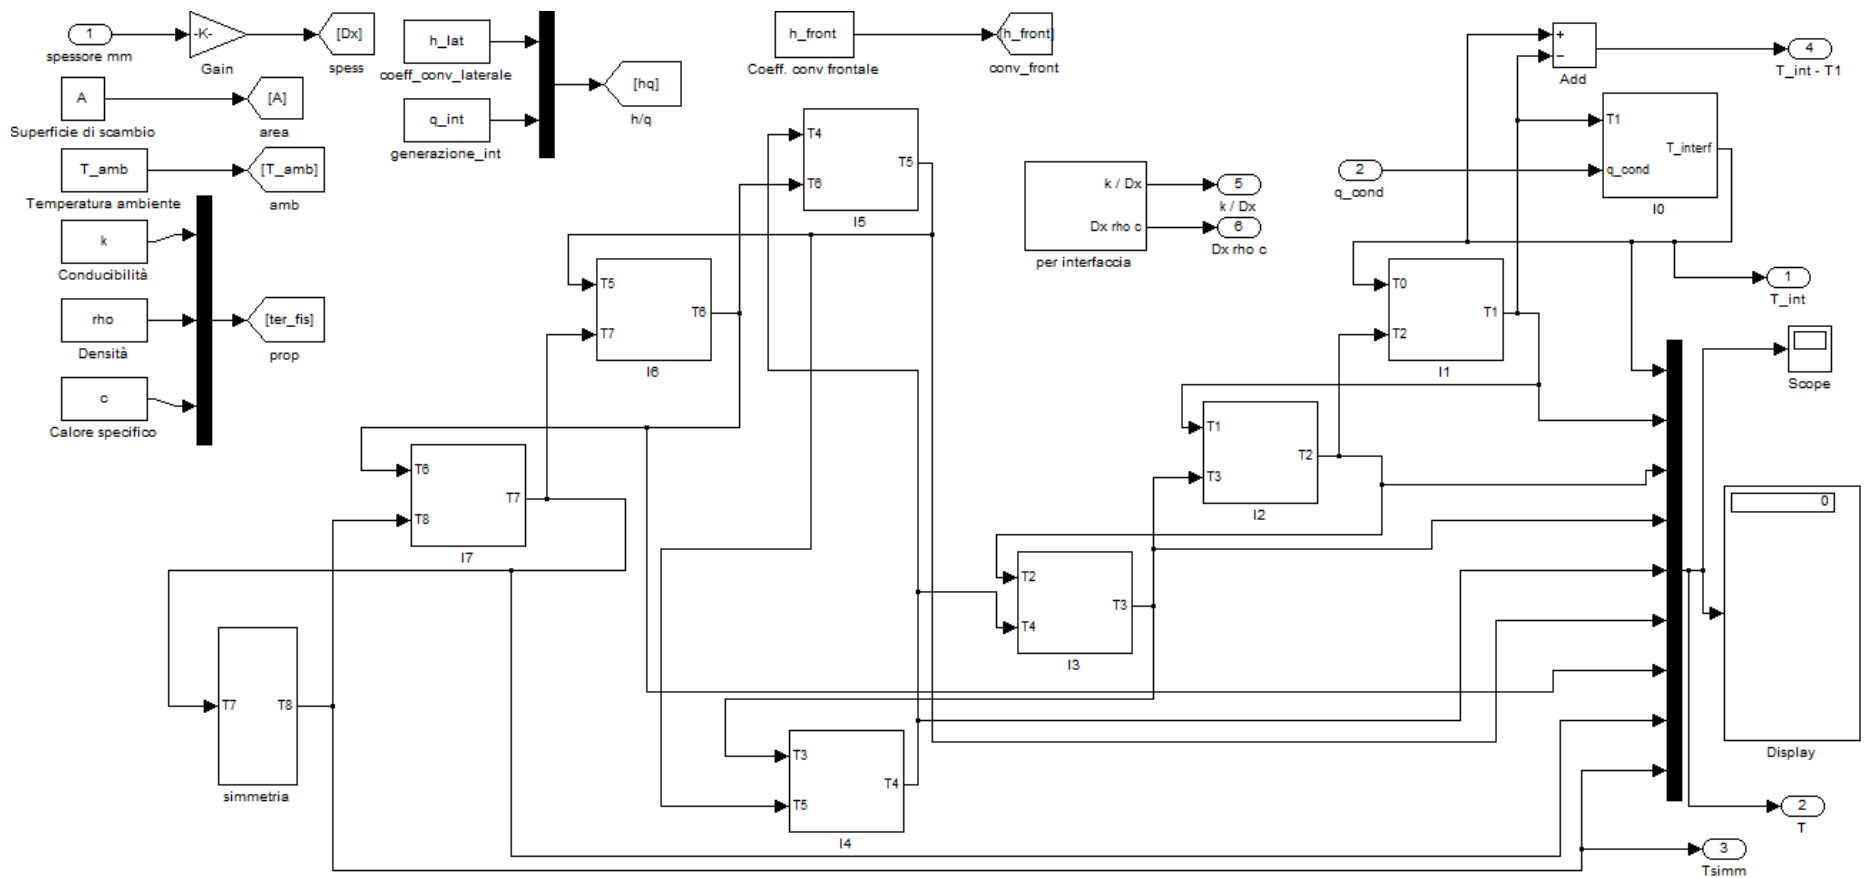 1
spessore mm
-K-
Gain
[Dx]
spess
A
Superficie di scambio
[A]
area
T_amb
Temperatura ambiente
[T_amb]
amb
k
Conducibilità
rho
Densità
c
Calore specifico
[ter_fis]
prop
h_lat
coeff_conv_laterale
q_int
generazione_int
[hq]
h/q
h_front
Coeff. conv frontale
[h_front]
conv_front
T4
T6
T5
I5
T5
T7
T6
I6
T6
T8
T7
I7
T7
T8
simmetria
T3
T5
T4
I4
T2
T4
T3
I3
T1
T3
T2
I2
T0
T2
T1
I1
k / Dx
Dx rho c
per interfaccia
5
k / Dx
6
Dx rho c
2
q_cond
T1
q_cond
T_interf
I0
+
−
Add
4
T_int - T1
1
T_int
Scope
0
Display
2
T
3
Tsimm